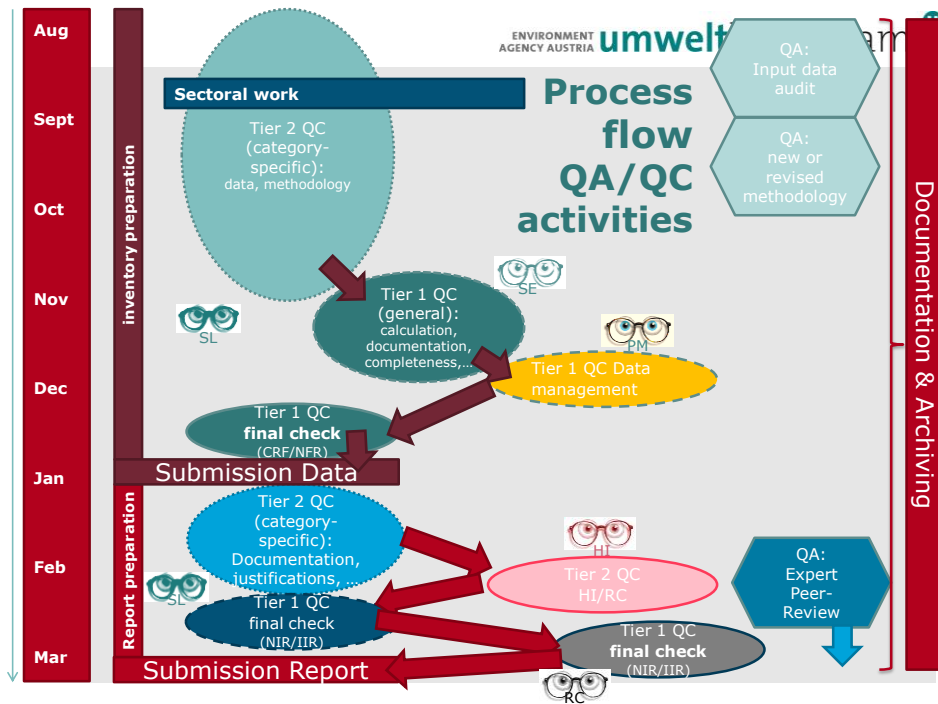 Aug
Sept
Oct
Nov
Dec
Jan
Feb
Mar
inventory preparation
Report preparation
ENVIRONMENT
AGENCY AUSTRIA
umwelt
am
Process
flow
QA/QC
activities
Sectoral work
Tier 2 QC
(category-
specific):
data, methodology
QA:
Input data
audit
QA:
new or
revised
methodology
SE
SL
Tier 1 QC
(general):
calculation,
documentation,
completeness,...
PM
Tier 1 QC Data
management
Tier 1 QC
final check
(CRF/NFR)
Submission Data
Tier 2 QC
(category-
specific):
Documentation,
justifications, ...
HI
Tier 2 QC
HI/RC
SL
Tier 1 QC
final check
(NIR/IIR)
Tier 1 QC
final check
(NIR/IIR)
RC
Submission Report
QA:
Expert
Peer-
Review
Documentation & Archiving